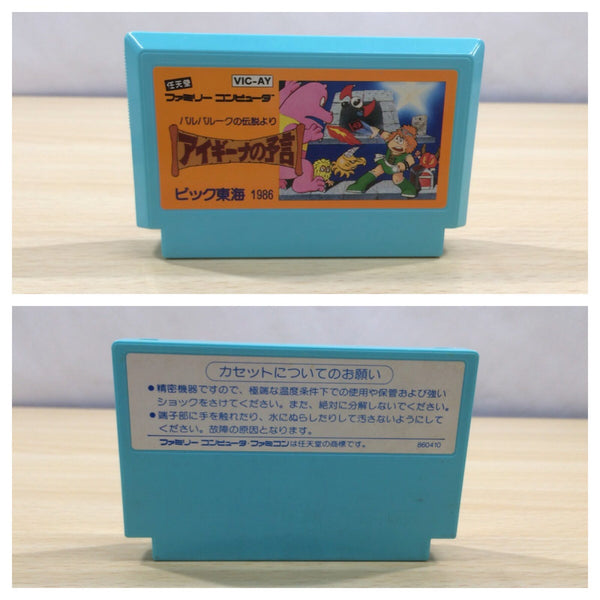 任天堂
VIC-AY
ファミリー コンピュータ
バルバルークの伝説より
アイギーナの予言
ビック東海 1986
カセットについてのお願い
●精密機器ですので、極端な温度条件下での使用や保管および強い
ショックをさけてください。また、絶対に分解しないでください。
●端子部に手を触れたり、水にぬらしたりして汚さないようにして
ください。故障の原因となります。
ファミリー コンピュータ・ファミコンは任天堂の商標です。
860410